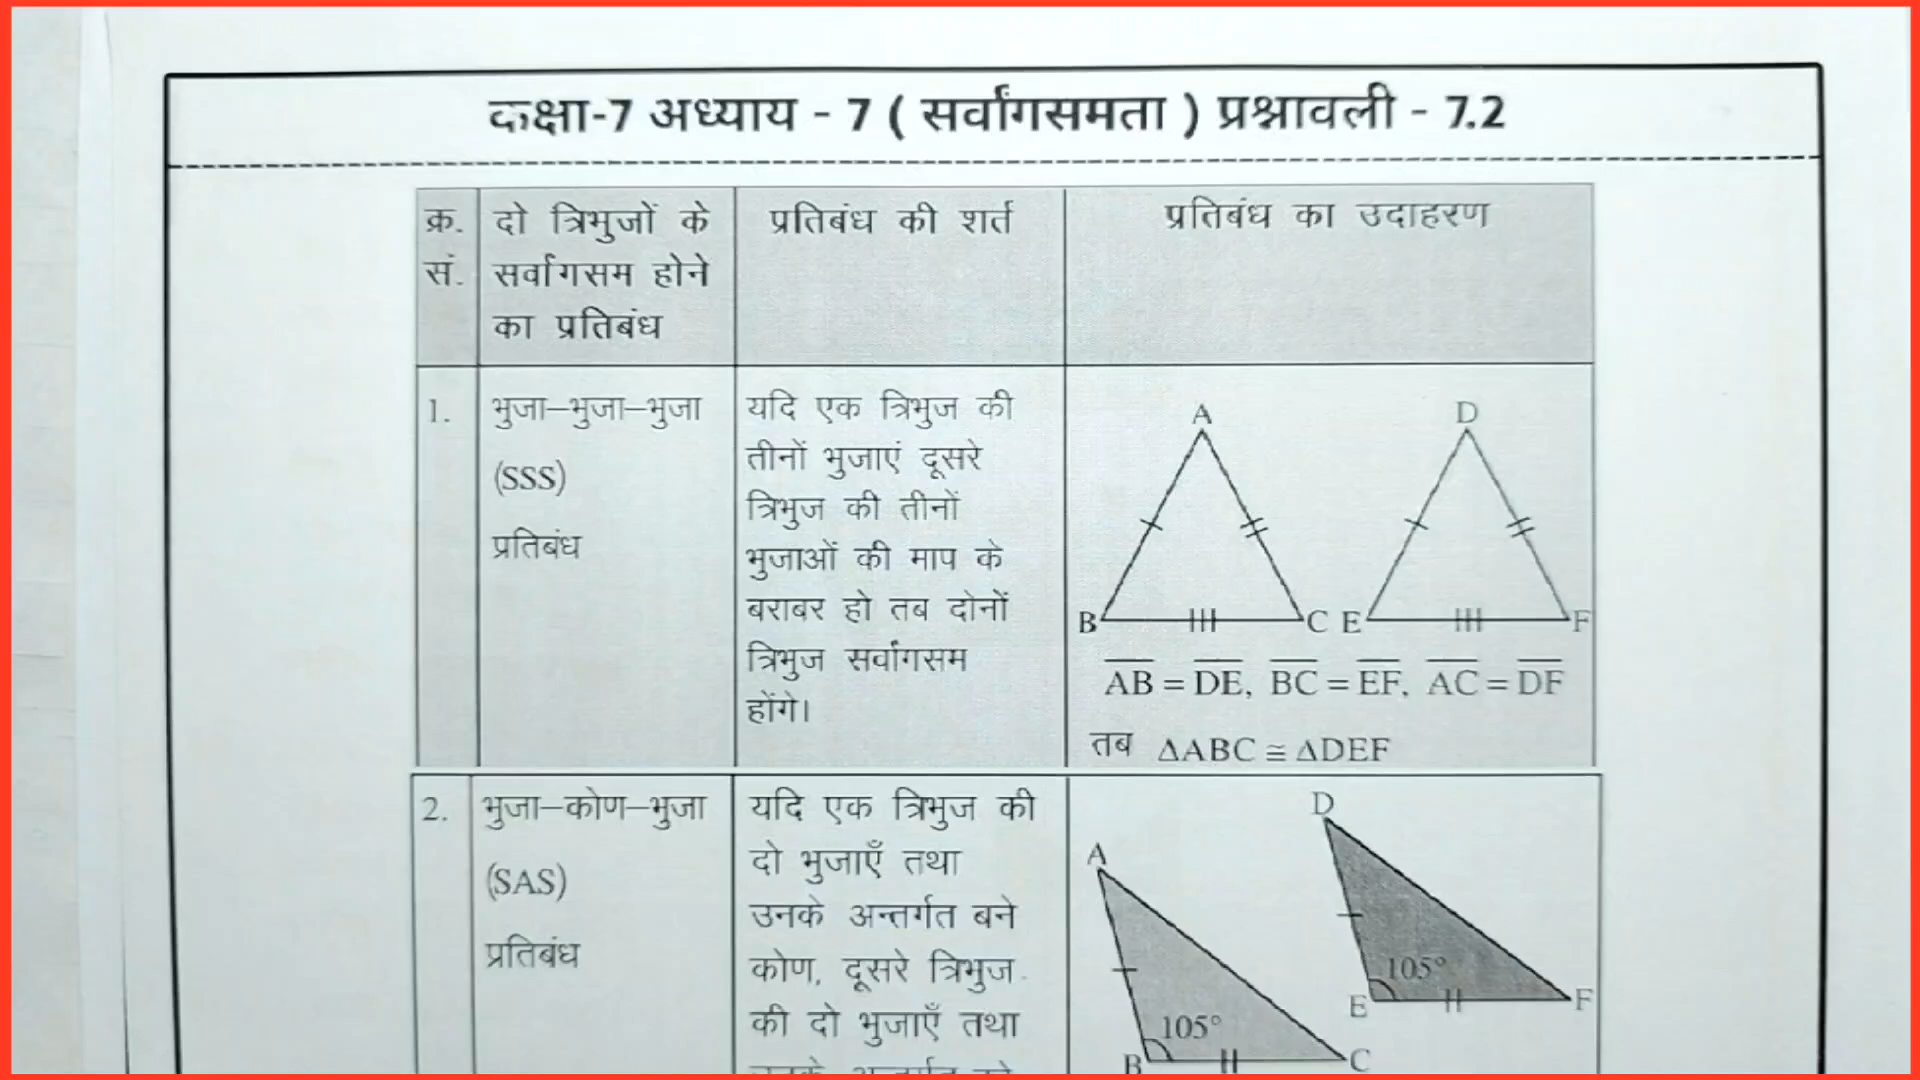 कक्षा-7 अध्याय - 7 ( सर्वांगसमता ) प्रश्नावली - 7.2
क्र. सं.
दो त्रिभुजों के
सर्वागसम होने
का प्रतिबंध
प्रतिबंध की शर्त
प्रतिबंध का उदाहरण
1.
भुजा–भुजा–भुजा
(SSS)
प्रतिबंध
यदि एक त्रिभुज की
तीनों भुजाएं दूसरे
त्रिभुज की तीनों
भुजाओं की माप के
बराबर हो तब दोनों
त्रिभुज सर्वांगसम
होंगे।
A
D
B
C
E
F
AB = DE, BC = EF, AC = DF
तब ΔABC ≅ ΔDEF
2.
भुजा–कोण–भुजा
(SAS)
प्रतिबंध
यदि एक त्रिभुज की
दो भुजाएँ तथा
उनके अन्तर्गत बने
कोण, दूसरे त्रिभुज
की दो भुजाएँ तथा
D
A
105°
E
F
105°
B
C